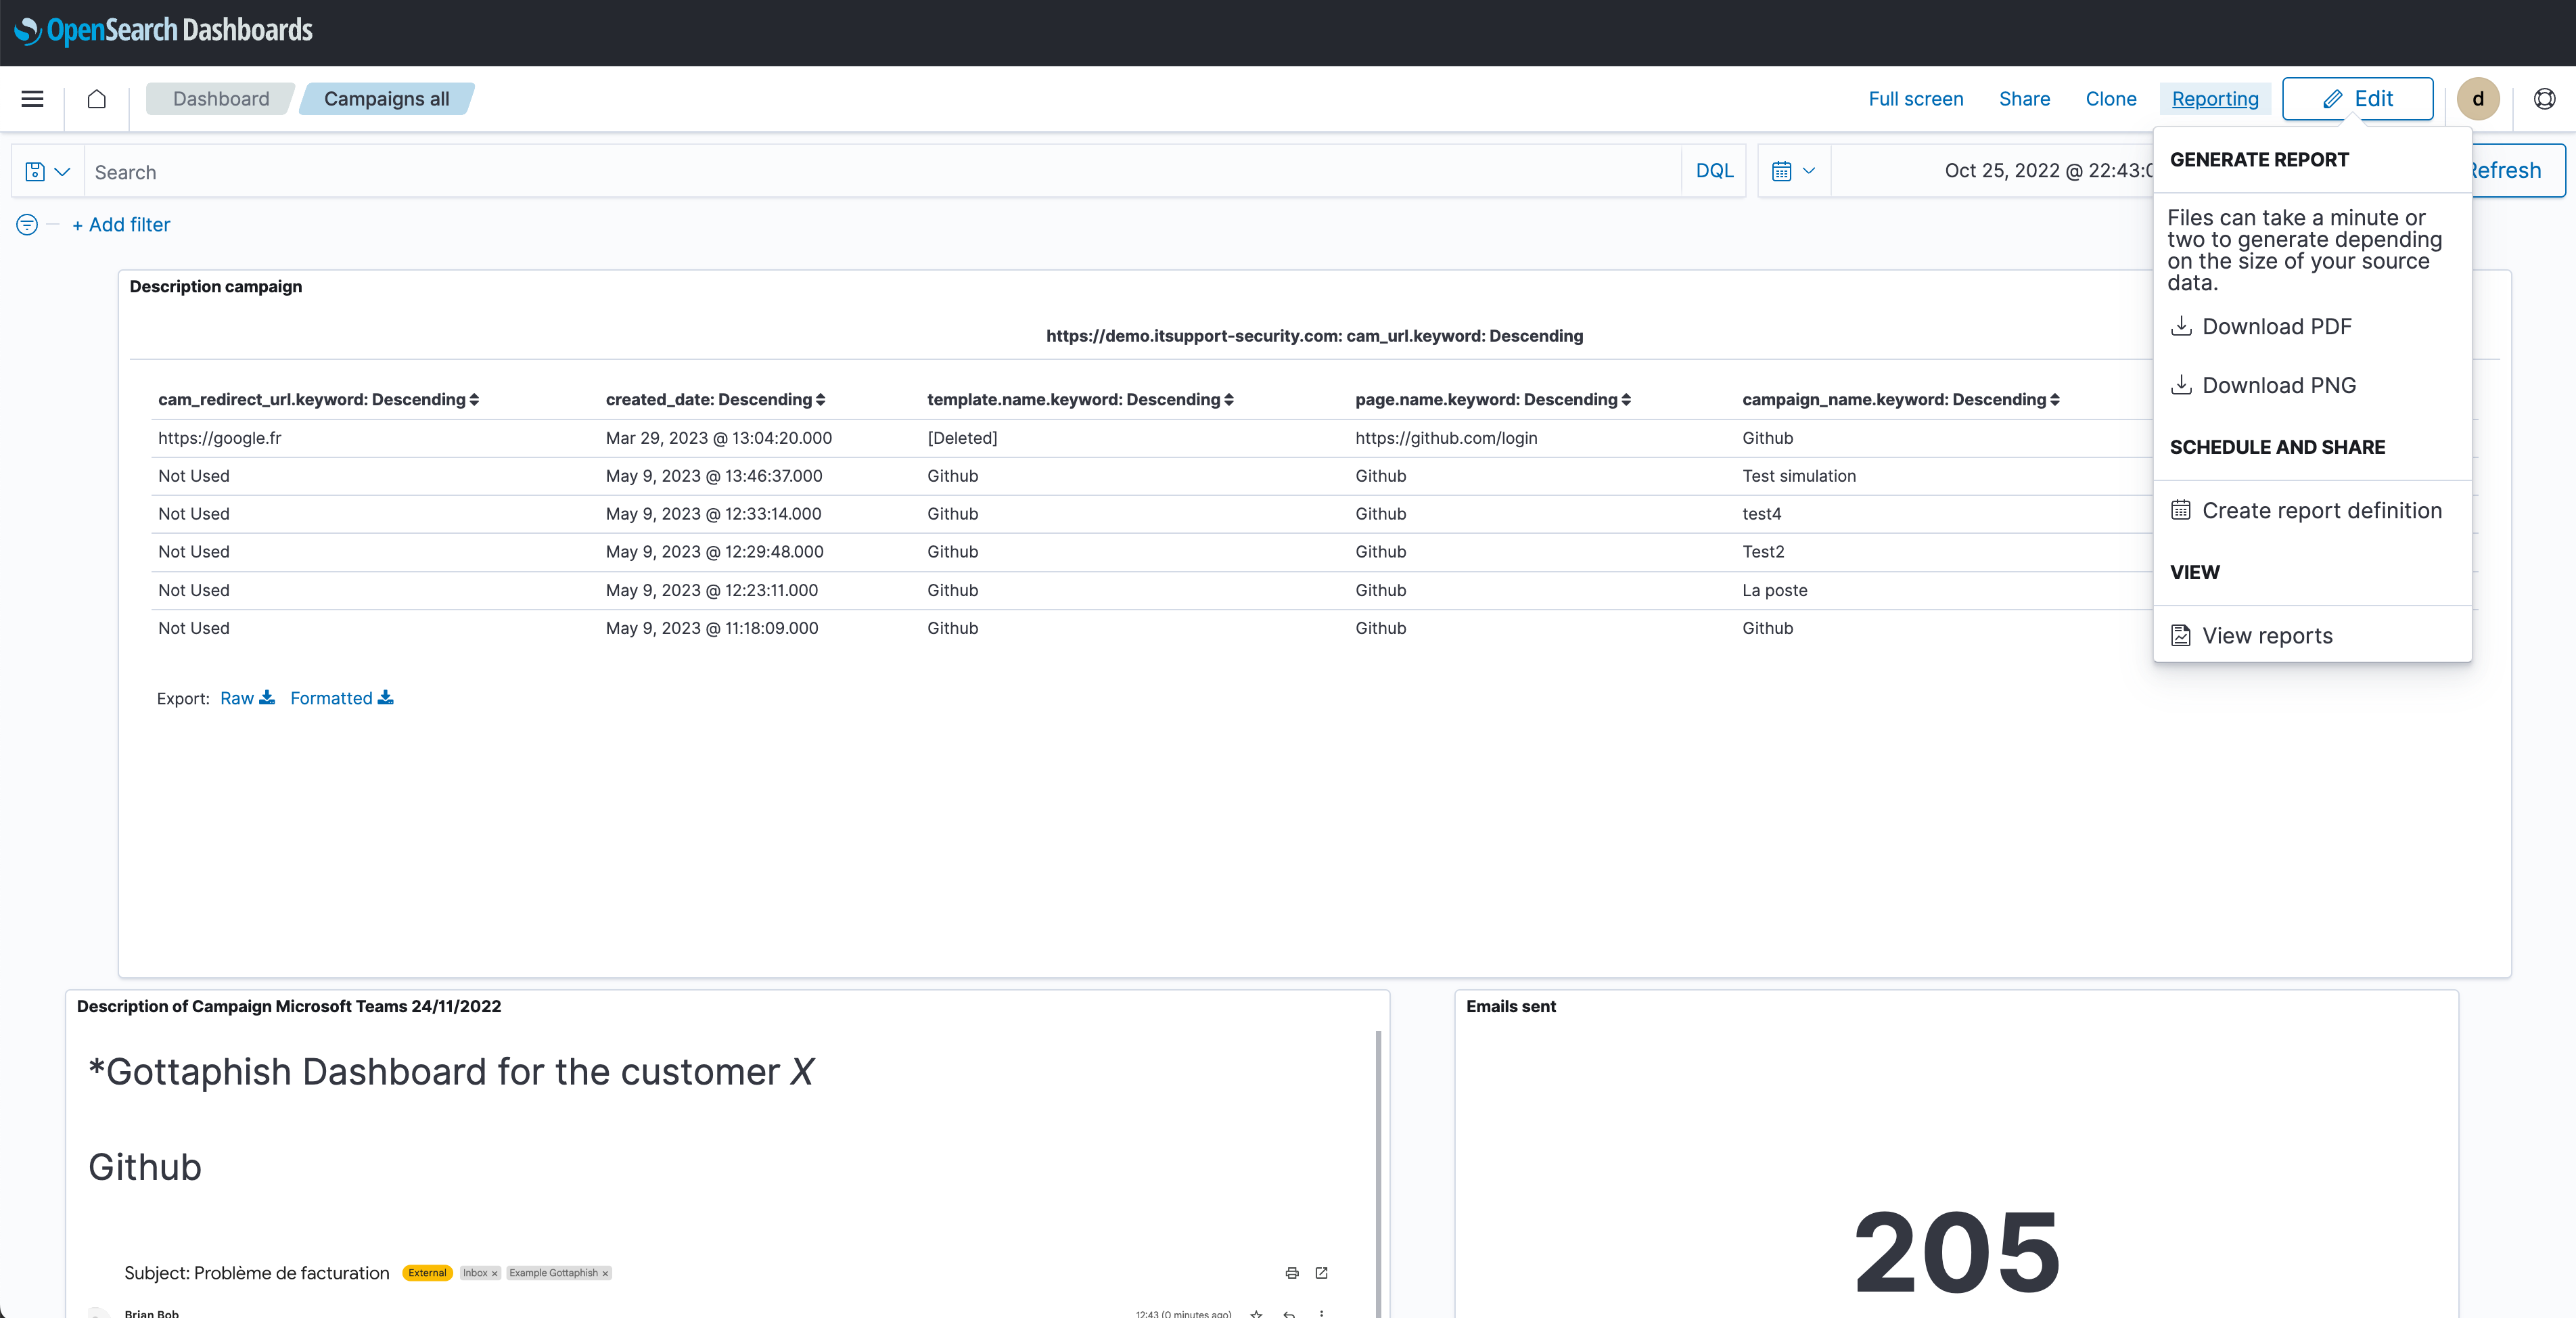 OpenSearch Dashboards
Dashboard Campaigns all Full screen Share Clone Reporting Edit d
Search DQL Oct 25, 2022 @ 22:43:0 Refresh
+ Add filter
GENERATE REPORT
Files can take a minute or
two to generate depending
on the size of your source
data.
Download PDF
Download PNG
SCHEDULE AND SHARE
Create report definition
VIEW
View reports
Description campaign
https://demo.itsupport-security.com: cam_url.keyword: Descending
cam_redirect_url.keyword: Descending created_date: Descending template.name.keyword: Descending page.name.keyword: Descending campaign_name.keyword: Descending
https://google.fr Mar 29, 2023 @ 13:04:20.000 [Deleted] https://github.com/login Github
Not Used May 9, 2023 @ 13:46:37.000 Github Github Test simulation
Not Used May 9, 2023 @ 12:33:14.000 Github Github test4
Not Used May 9, 2023 @ 12:29:48.000 Github Github Test2
Not Used May 9, 2023 @ 12:23:11.000 Github Github La poste
Not Used May 9, 2023 @ 11:18:09.000 Github Github Github
Export: Raw Formatted
Description of Campaign Microsoft Teams 24/11/2022
*Gottaphish Dashboard for the customer X
Github
Subject: Problème de facturation External Inbox × Example Gottaphish ×
Brian Bob 12:43 (0 minutes ago)
Emails sent
205